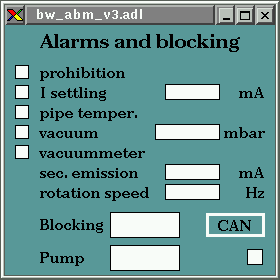 bw_abm_v3.adl
Alarms and blocking
prohibition
I settling mA
pipe temper.
vacuum mbar
vacuummeter
sec. emission mA
rotation speed Hz
Blocking CAN
Pump